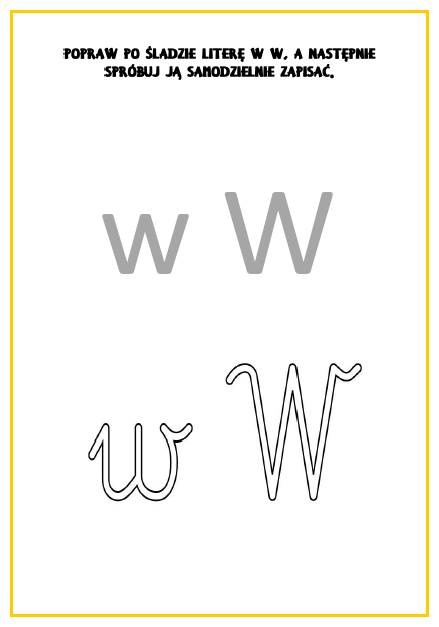 POPRAW PO ŚLADZIE LITERĘ W W, A NASTĘPNIE
SPRÓBUJ JĄ SAMODZIELNIE ZAPISAĆ.
w W
w W